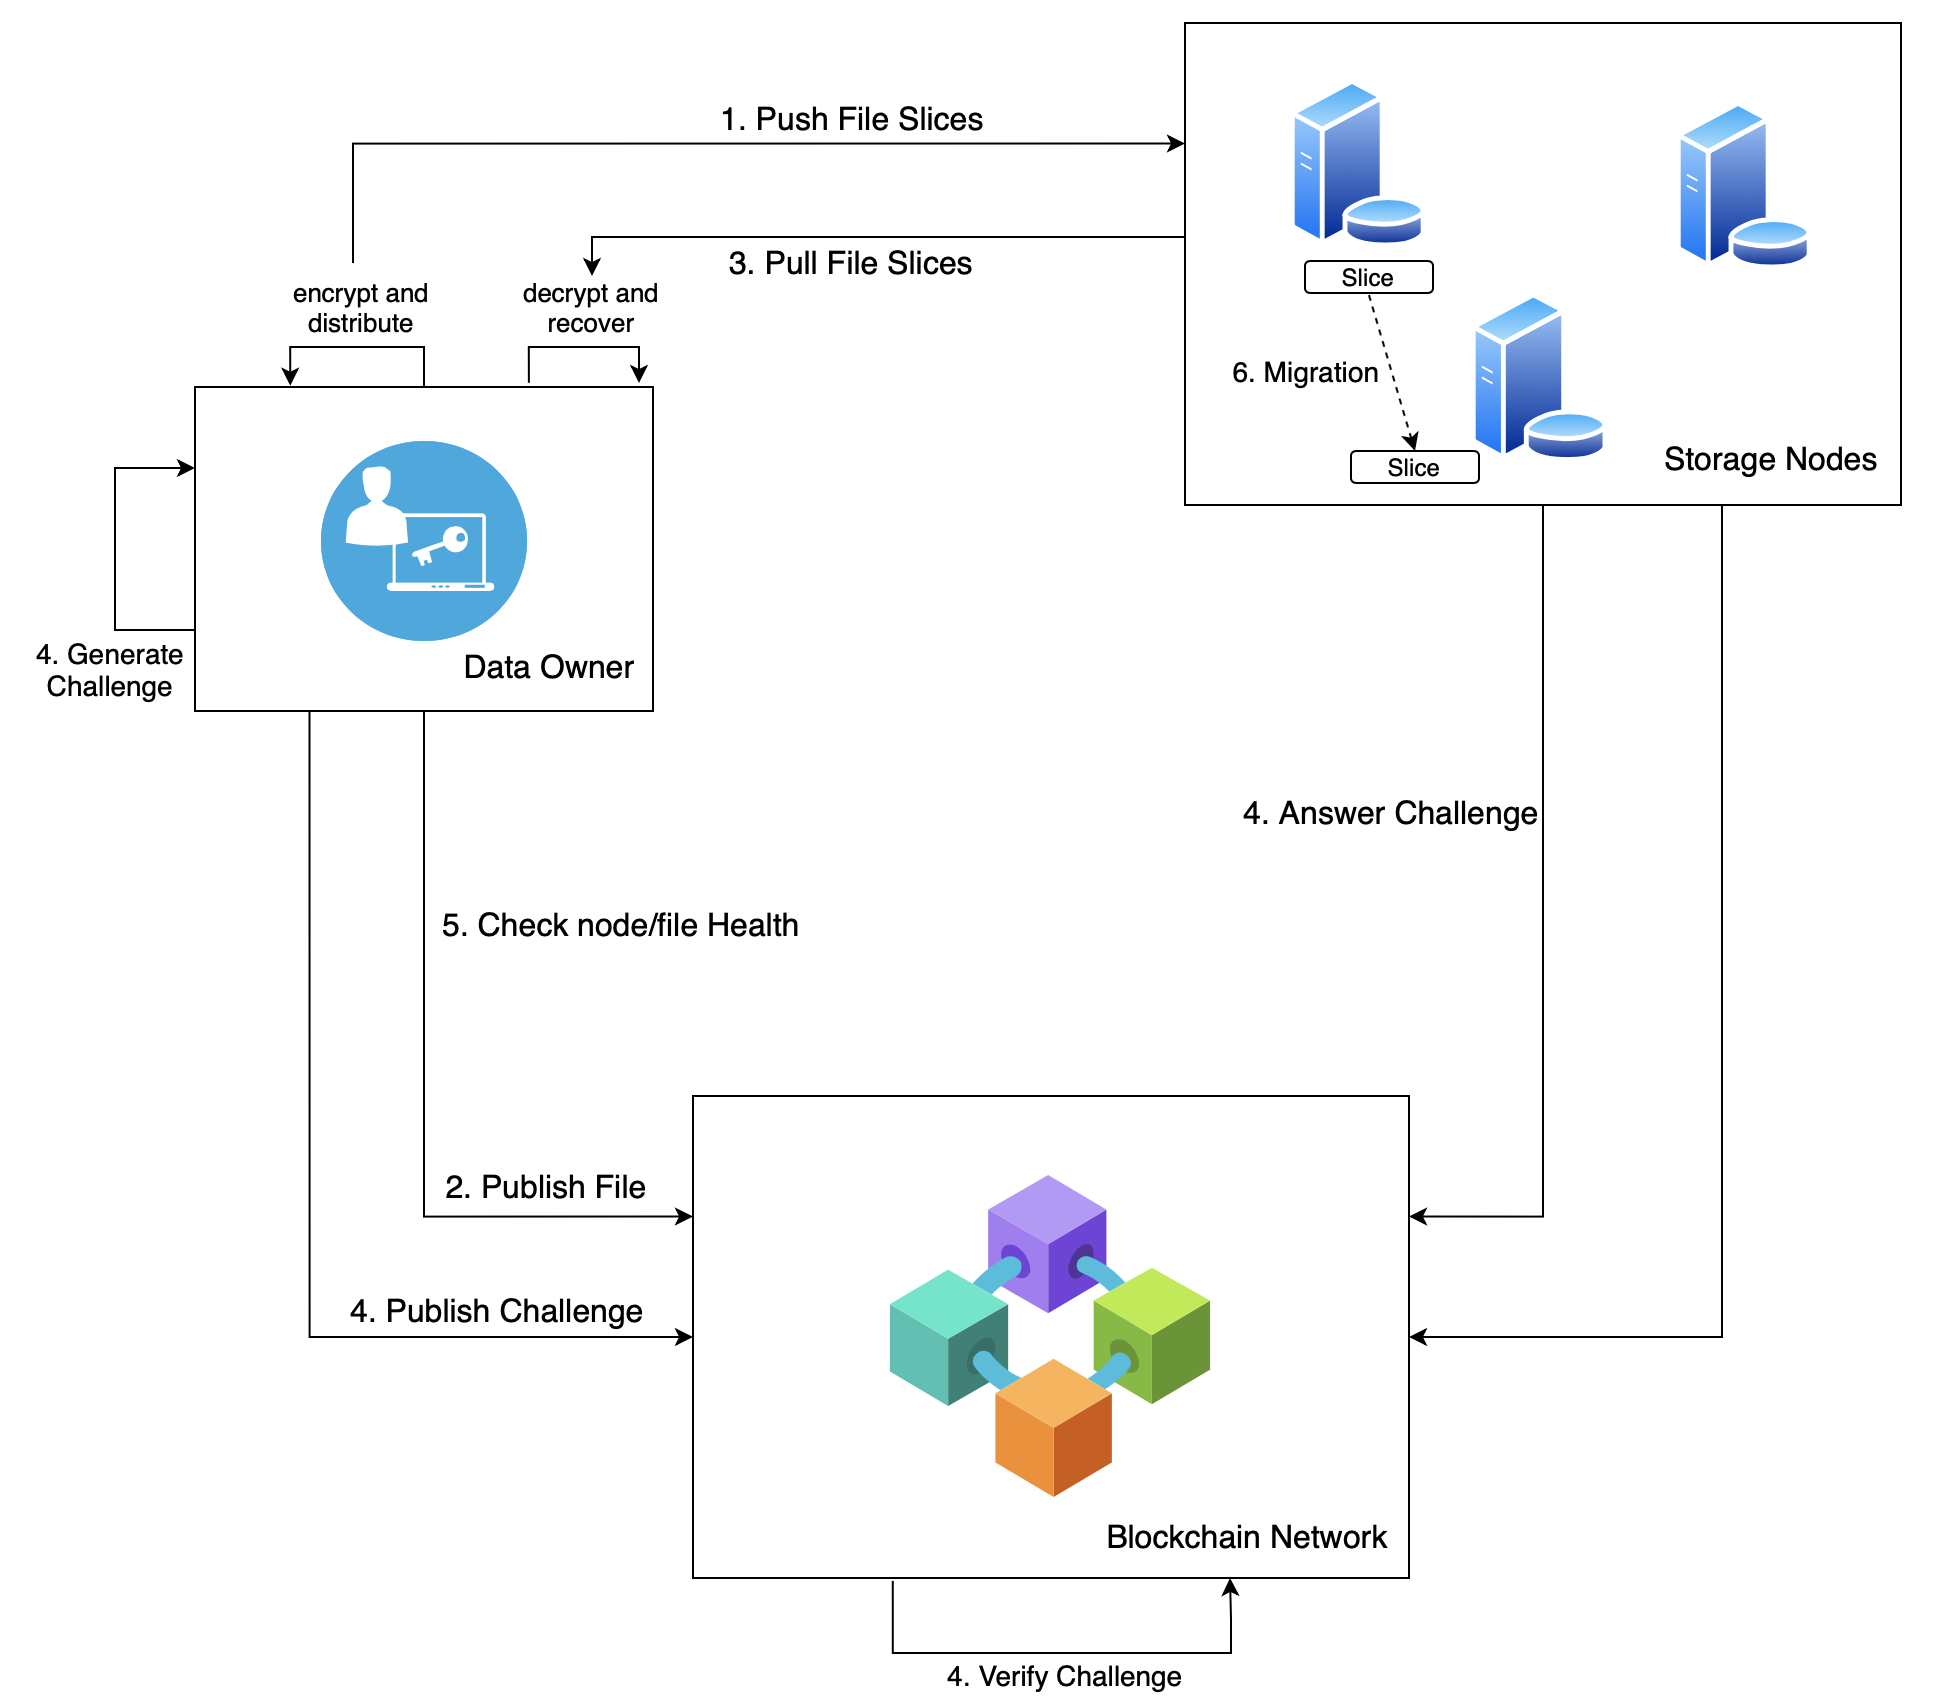 1. Push File Slices
3. Pull File Slices
encrypt and
distribute
decrypt and
recover
Slice
6. Migration
Slice
Storage Nodes
4. Generate
Challenge
Data Owner
4. Answer Challenge
5. Check node/file Health
2. Publish File
4. Publish Challenge
Blockchain Network
4. Verify Challenge